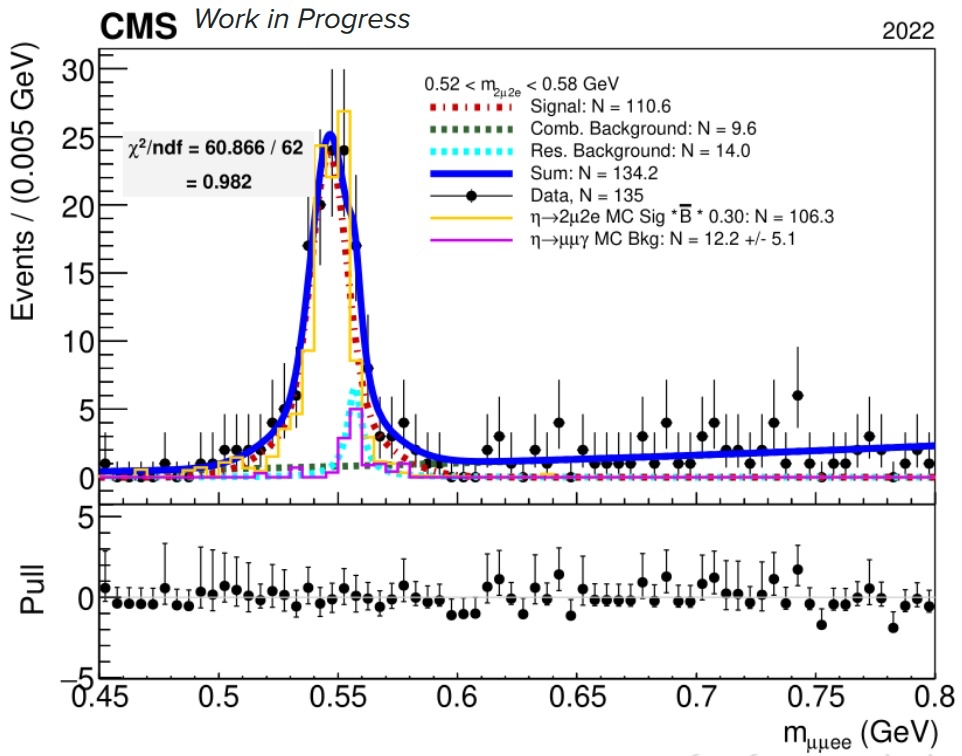 CMS Work in Progress
2022
Events / (0.005 GeV)
30
25
20
15
10
5
0
χ²/ndf = 60.866 / 62
= 0.982
0.52 < m₂μ₂ₑ < 0.58 GeV
Signal: N = 110.6
Comb. Background: N = 9.6
Res. Background: N = 14.0
Sum: N = 134.2
Data, N = 135
η→2μ2e MC Sig *B̅ * 0.30: N = 106.3
η→μμγ MC Bkg: N = 12.2 +/- 5.1
Pull
5
0
−5
0.45 0.5 0.55 0.6 0.65 0.7 0.75 0.8
m_μμee (GeV)